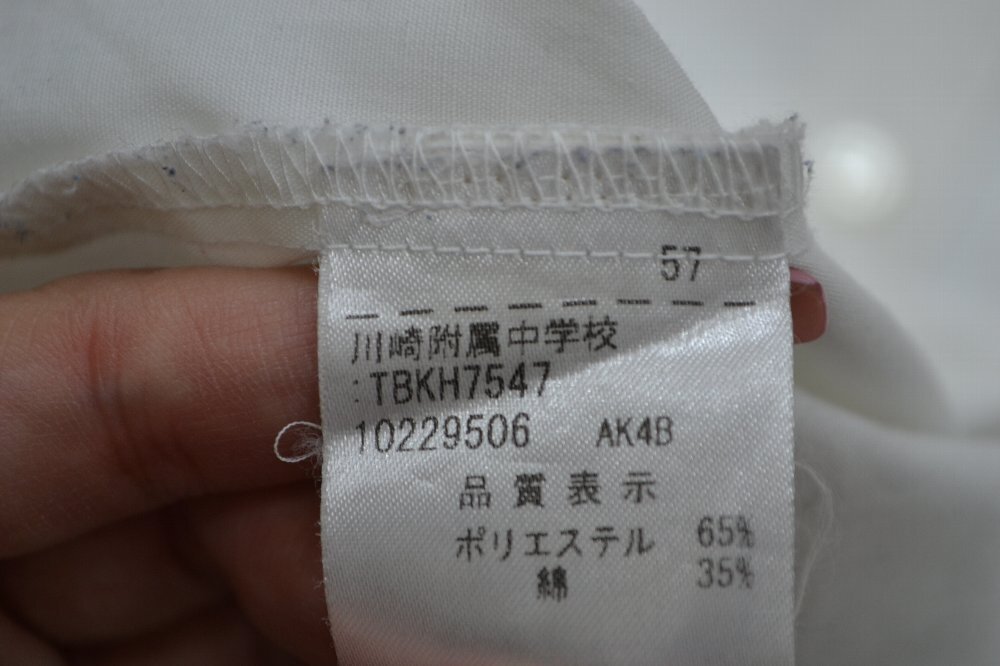 57
川崎附属中学校
:TBKH7547
10229506 AK4B
品質表示
ポリエステル 65%
綿 35%